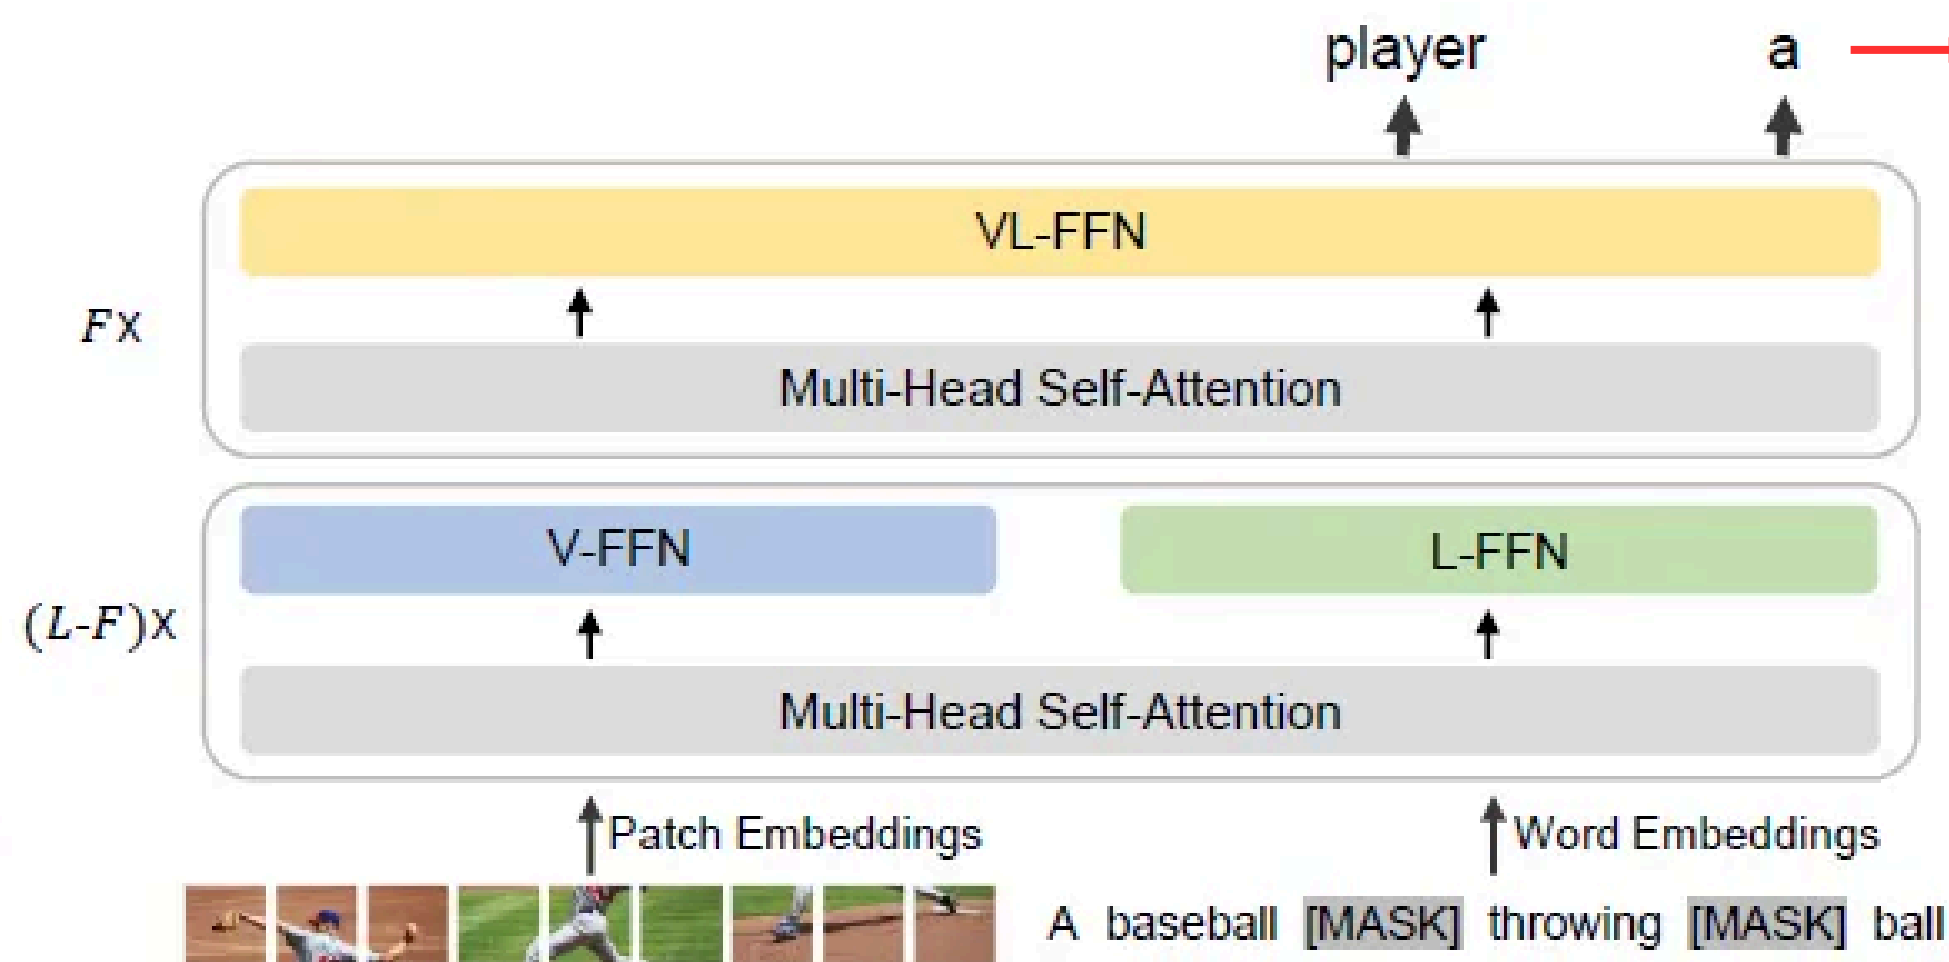 player a
VL-FFN
Fx
Multi-Head Self-Attention
V-FFN L-FFN
(L-F)x
Multi-Head Self-Attention
Patch Embeddings Word Embeddings
A baseball [MASK] throwing [MASK] ball